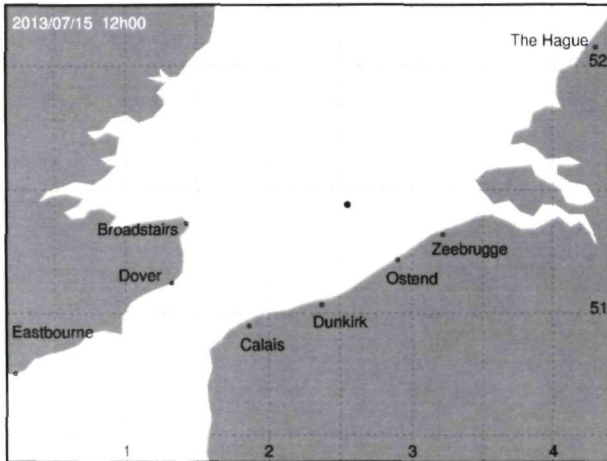 2013/07/15 12h00
The Hague
52
Broadstairs
Zeebrugge
Dover
Ostend
51
Dunkirk
Eastbourne
Calais
1 2 3 4